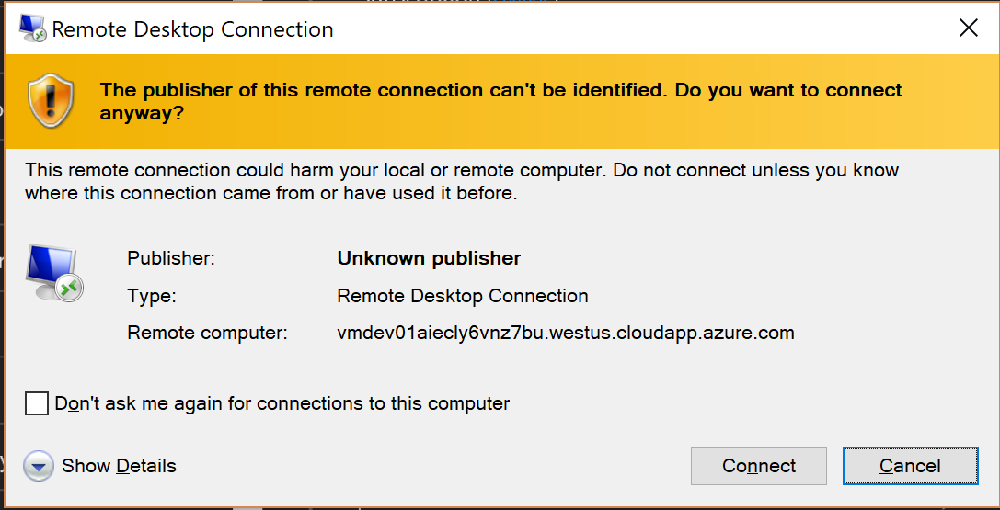 Remote Desktop Connection
The publisher of this remote connection can't be identified. Do you want to connect
anyway?
This remote connection could harm your local or remote computer. Do not connect unless you know
where this connection came from or have used it before.
Publisher: Unknown publisher
Type: Remote Desktop Connection
Remote computer: vmdev01aiecly6vnz7bu.westus.cloudapp.azure.com
Don't ask me again for connections to this computer
Show Details Connect Cancel